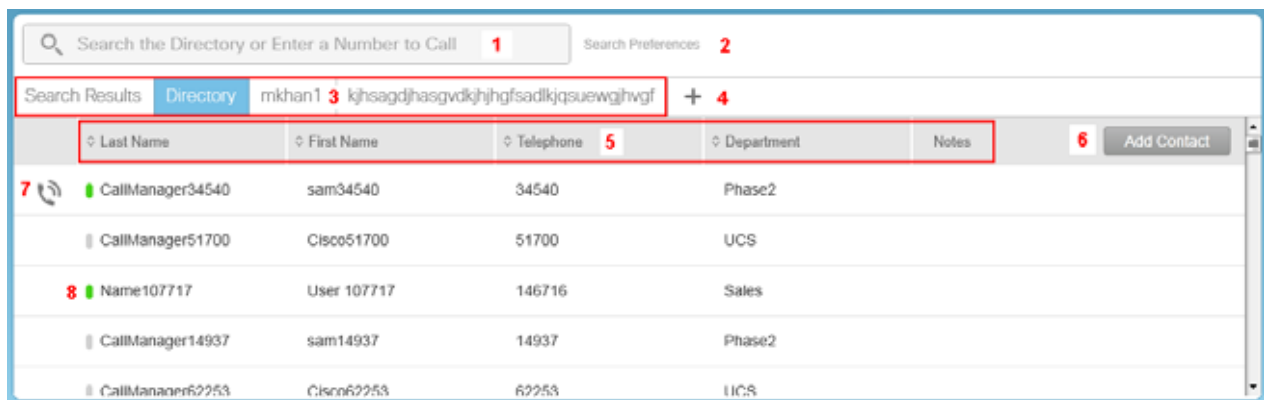 Search the Directory or Enter a Number to Call 1 Search Preferences 2
Search Results Directory mkhan1 3 kjhsagdjhasgvdkjhjhgfsadlkjqsuewgjhvgf + 4
Last Name First Name Telephone 5 Department Notes 6 Add Contact
7 CallManager34540 sam34540 34540 Phase2
CallManager51700 Cisco51700 51700 UCS
8 Name107717 User 107717 146716 Sales
CallManager14937 sam14937 14937 Phase2
CallManager62253 Cisco62253 62253 UCS